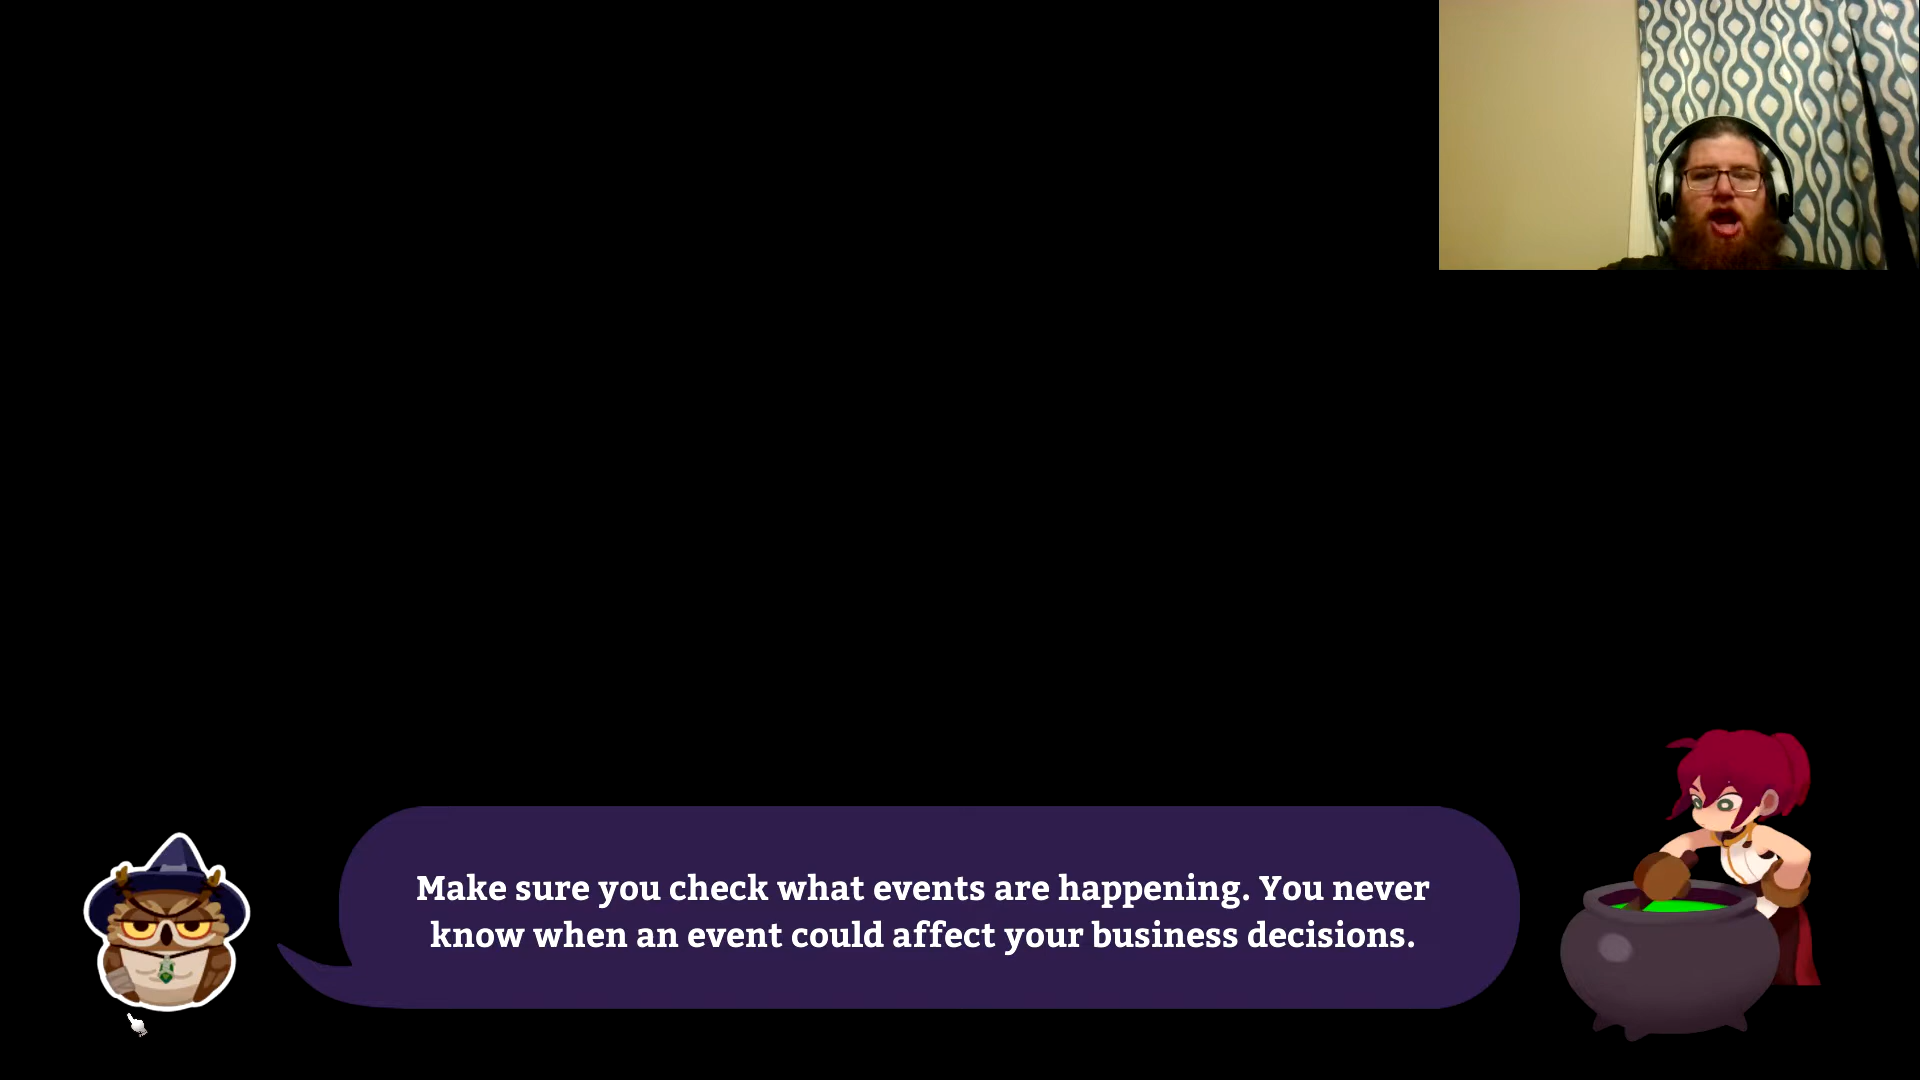 Make sure you check what events are happening. You never
know when an event could affect your business decisions.